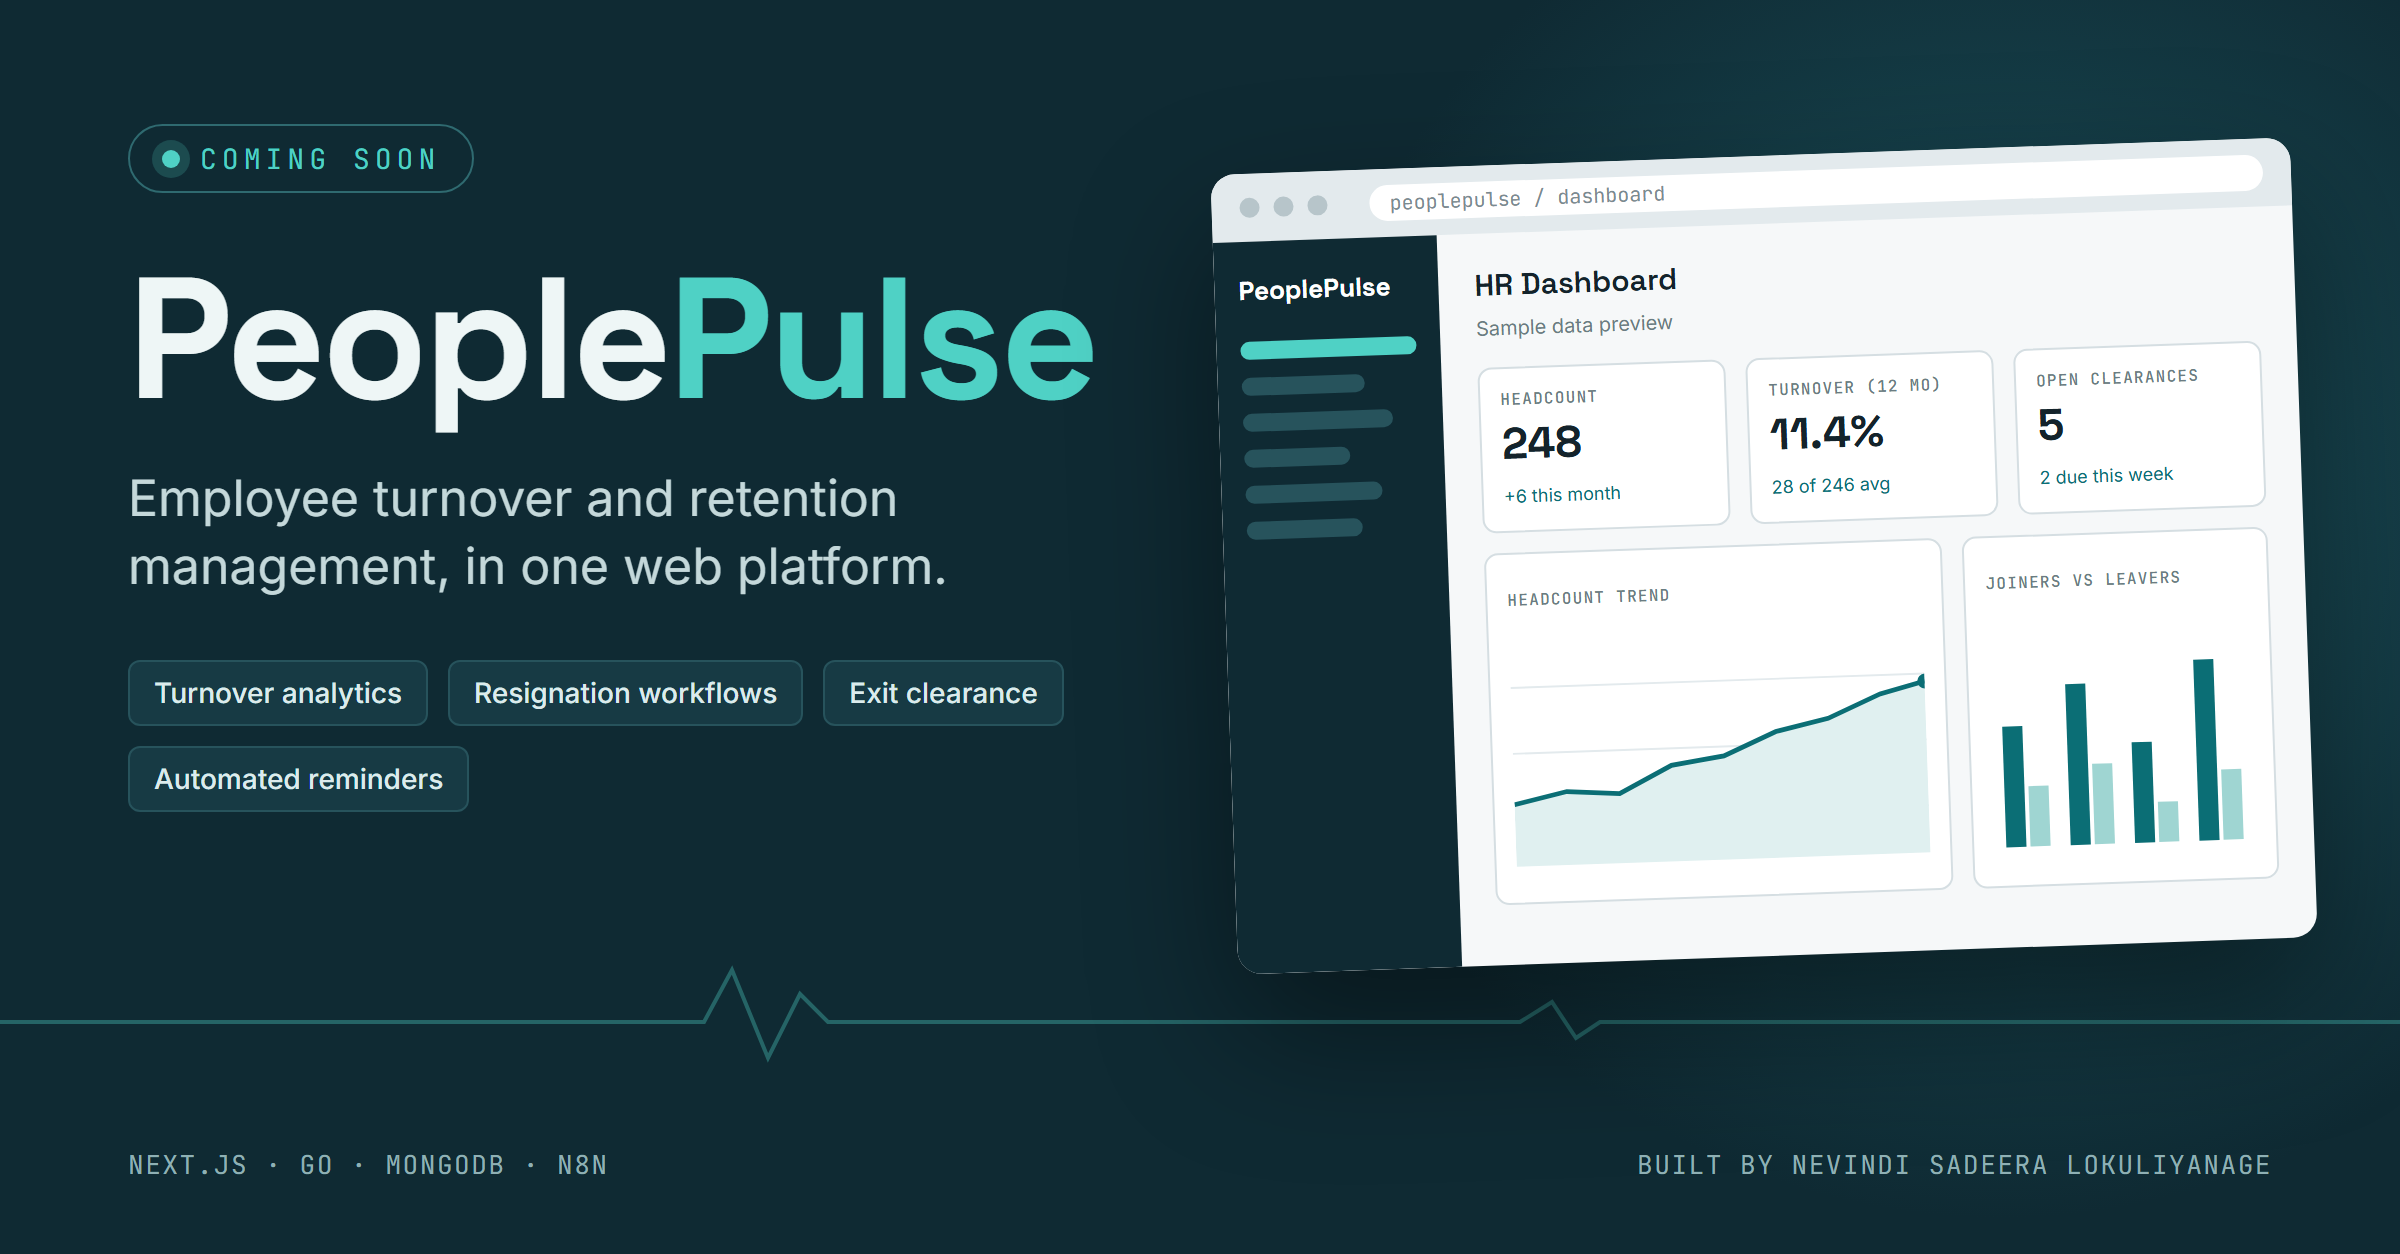 COMING SOON
PeoplePulse
Employee turnover and retention
management, in one web platform.
Turnover analytics
Resignation workflows
Exit clearance
Automated reminders
peoplepulse / dashboard
PeoplePulse
HR Dashboard
Sample data preview
HEADCOUNT
248
+6 this month
TURNOVER (12 MO)
11.4%
28 of 246 avg
OPEN CLEARANCES
5
2 due this week
HEADCOUNT TREND
JOINERS VS LEAVERS
NEXT.JS · GO · MONGODB · N8N
BUILT BY NEVINDI SADEERA LOKULIYANAGE